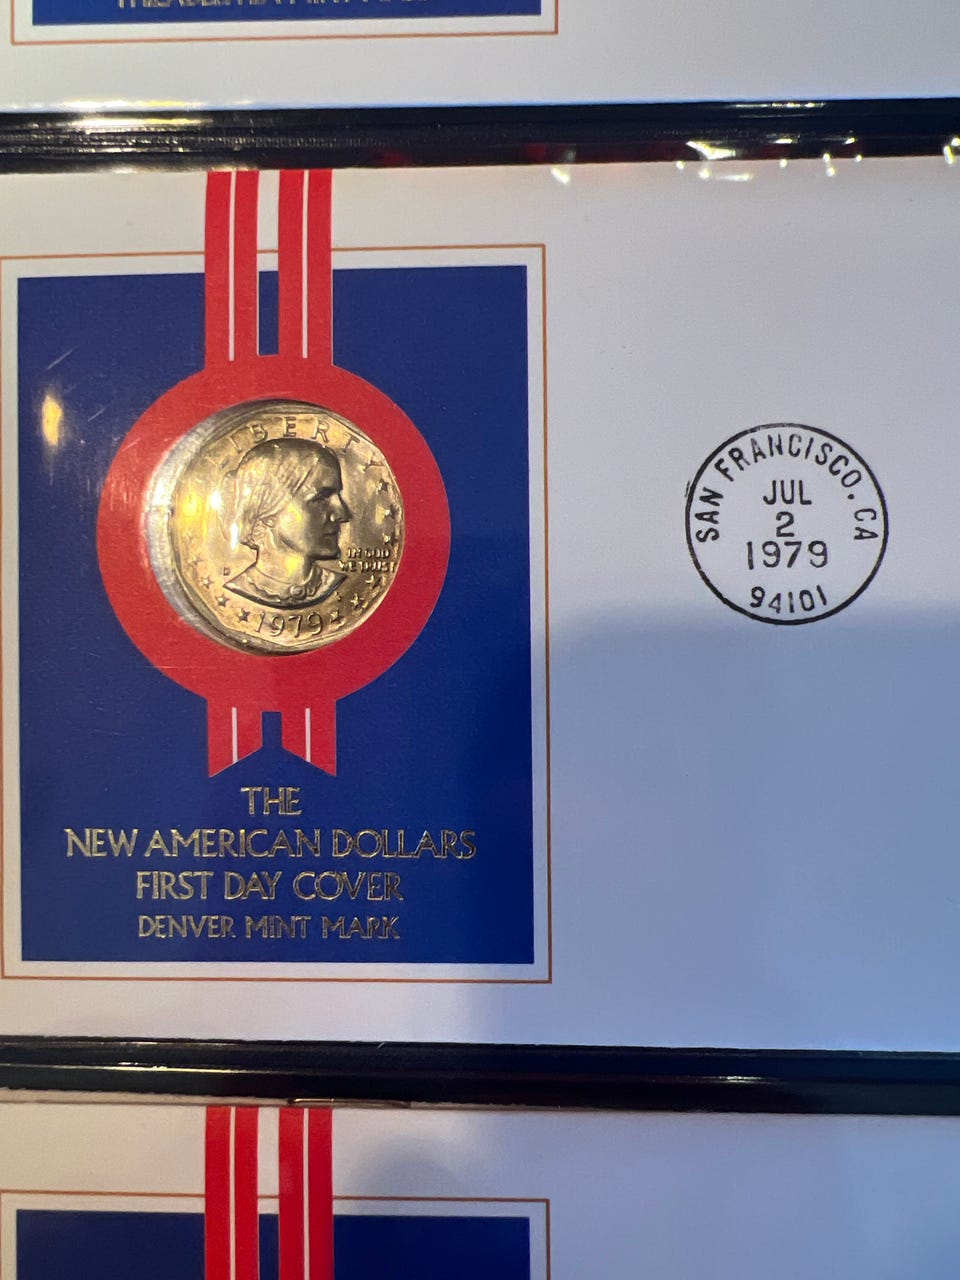 LIBERTY
IN GOD
WE TRUST
D
1979
THE
NEW AMERICAN DOLLARS
FIRST DAY COVER
DENVER MINT MARK
SAN FRANCISCO, CA
JUL
2
1979
94101